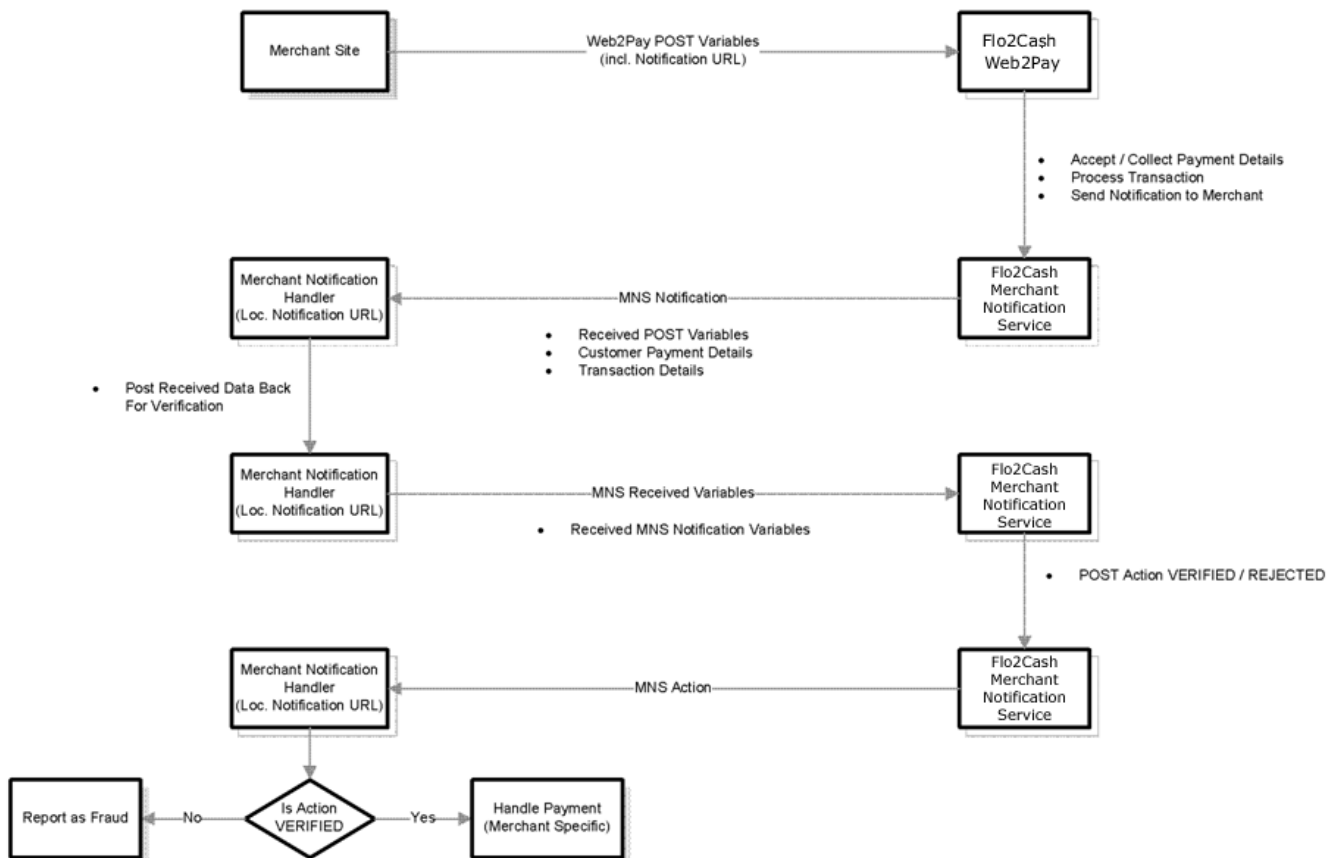 Merchant Site
Web2Pay POST Variables
(incl. Notification URL)
Flo2Cash
Web2Pay
• Accept / Collect Payment Details
• Process Transaction
• Send Notification to Merchant
Merchant Notification
Handler
(Loc. Notification URL)
MNS Notification
Flo2Cash
Merchant
Notification
Service
• Received POST Variables
• Customer Payment Details
• Transaction Details
• Post Received Data Back
For Verification
Merchant Notification
Handler
(Loc. Notification URL)
MNS Received Variables
Flo2Cash
Merchant
Notification
Service
• Received MNS Notification Variables
• POST Action VERIFIED / REJECTED
Merchant Notification
Handler
(Loc. Notification URL)
MNS Action
Flo2Cash
Merchant
Notification
Service
Report as Fraud
No
Is Action
VERIFIED
Yes
Handle Payment
(Merchant Specific)